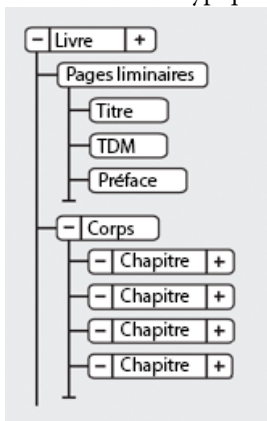 − Livre +
Pages liminaires
Titre
TDM
Préface
− Corps
− Chapitre +
− Chapitre +
− Chapitre +
− Chapitre +